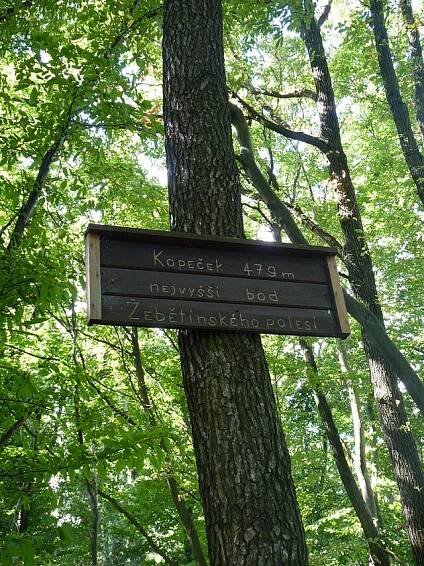 Kopeček 479 m
nejvyšší bod
Žebětínského polesí